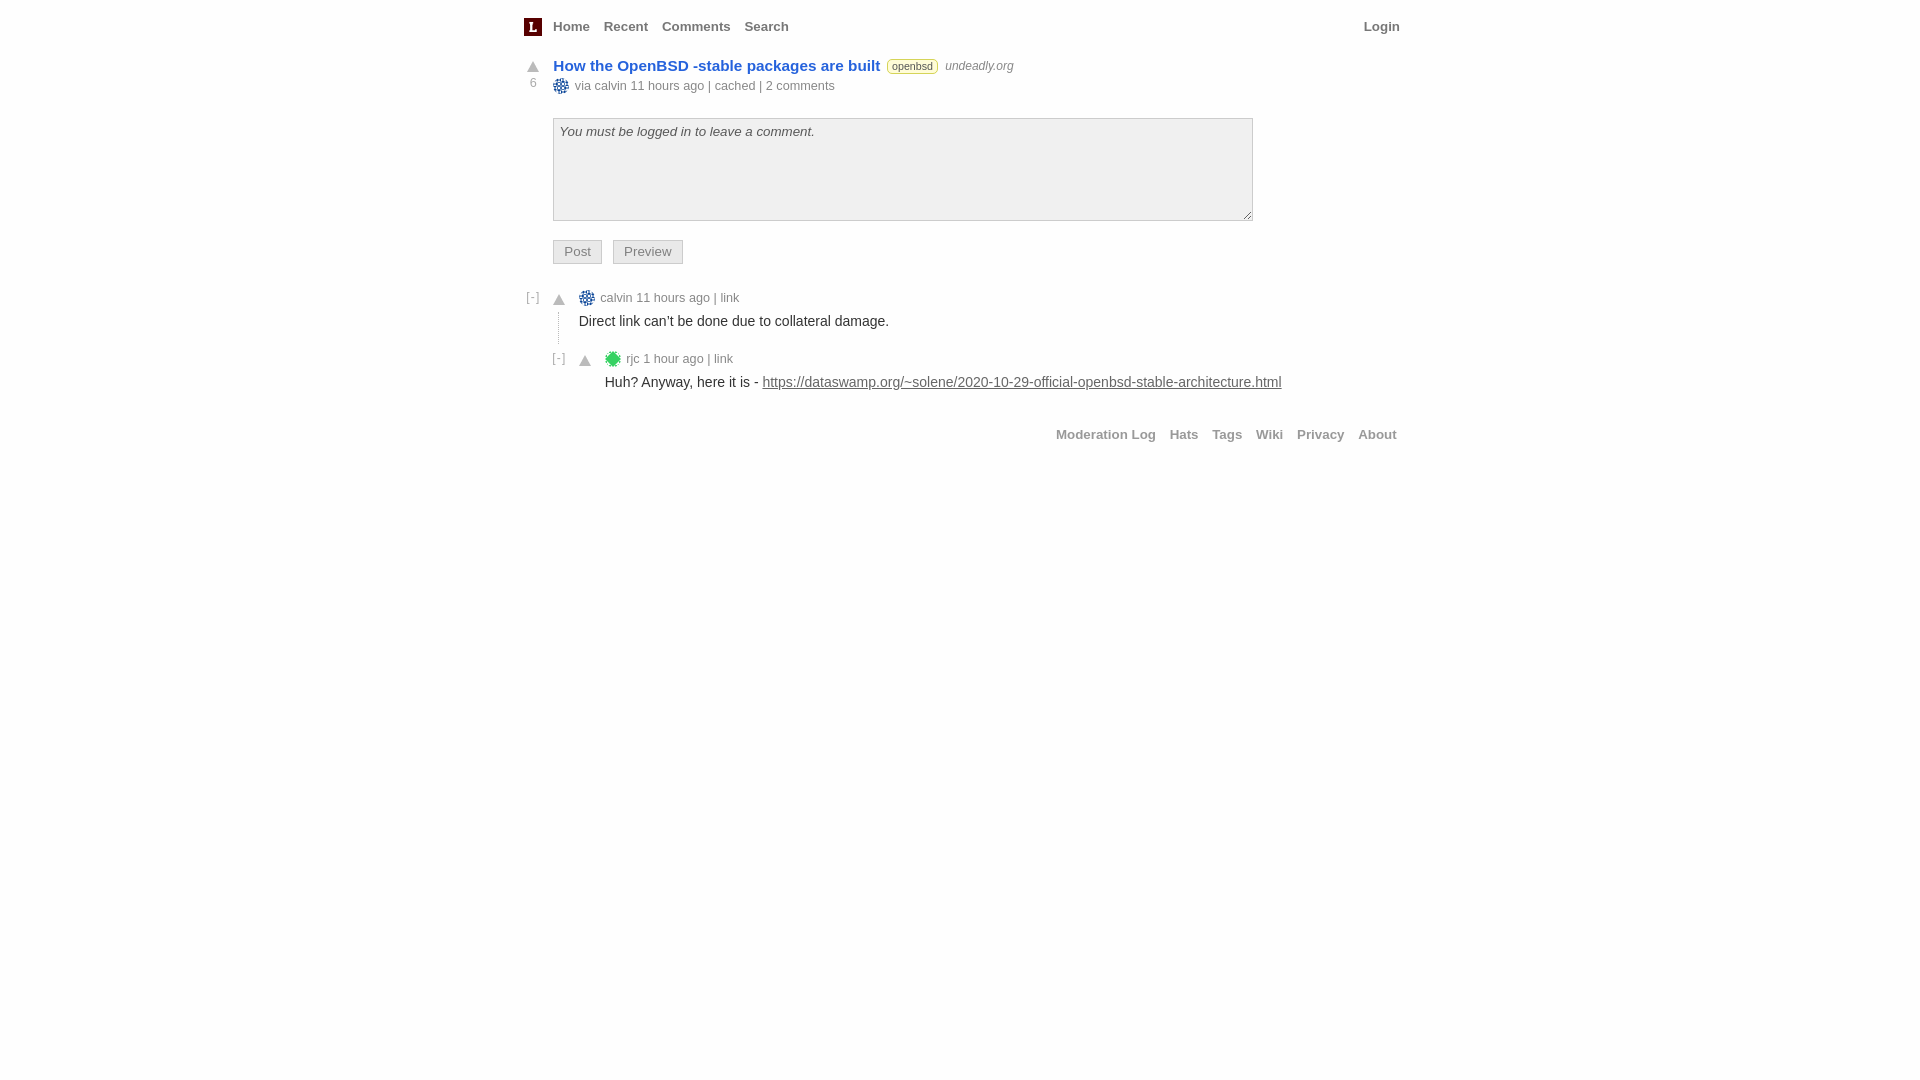 L Home Recent Comments Search Login
How the OpenBSD -stable packages are built openbsd undeadly.org
6
via calvin 11 hours ago | cached | 2 comments
You must be logged in to leave a comment.
Post Preview
[-] calvin 11 hours ago | link
Direct link can’t be done due to collateral damage.
[-] rjc 1 hour ago | link
Huh? Anyway, here it is - https://dataswamp.org/~solene/2020-10-29-official-openbsd-stable-architecture.html
Moderation Log Hats Tags Wiki Privacy About